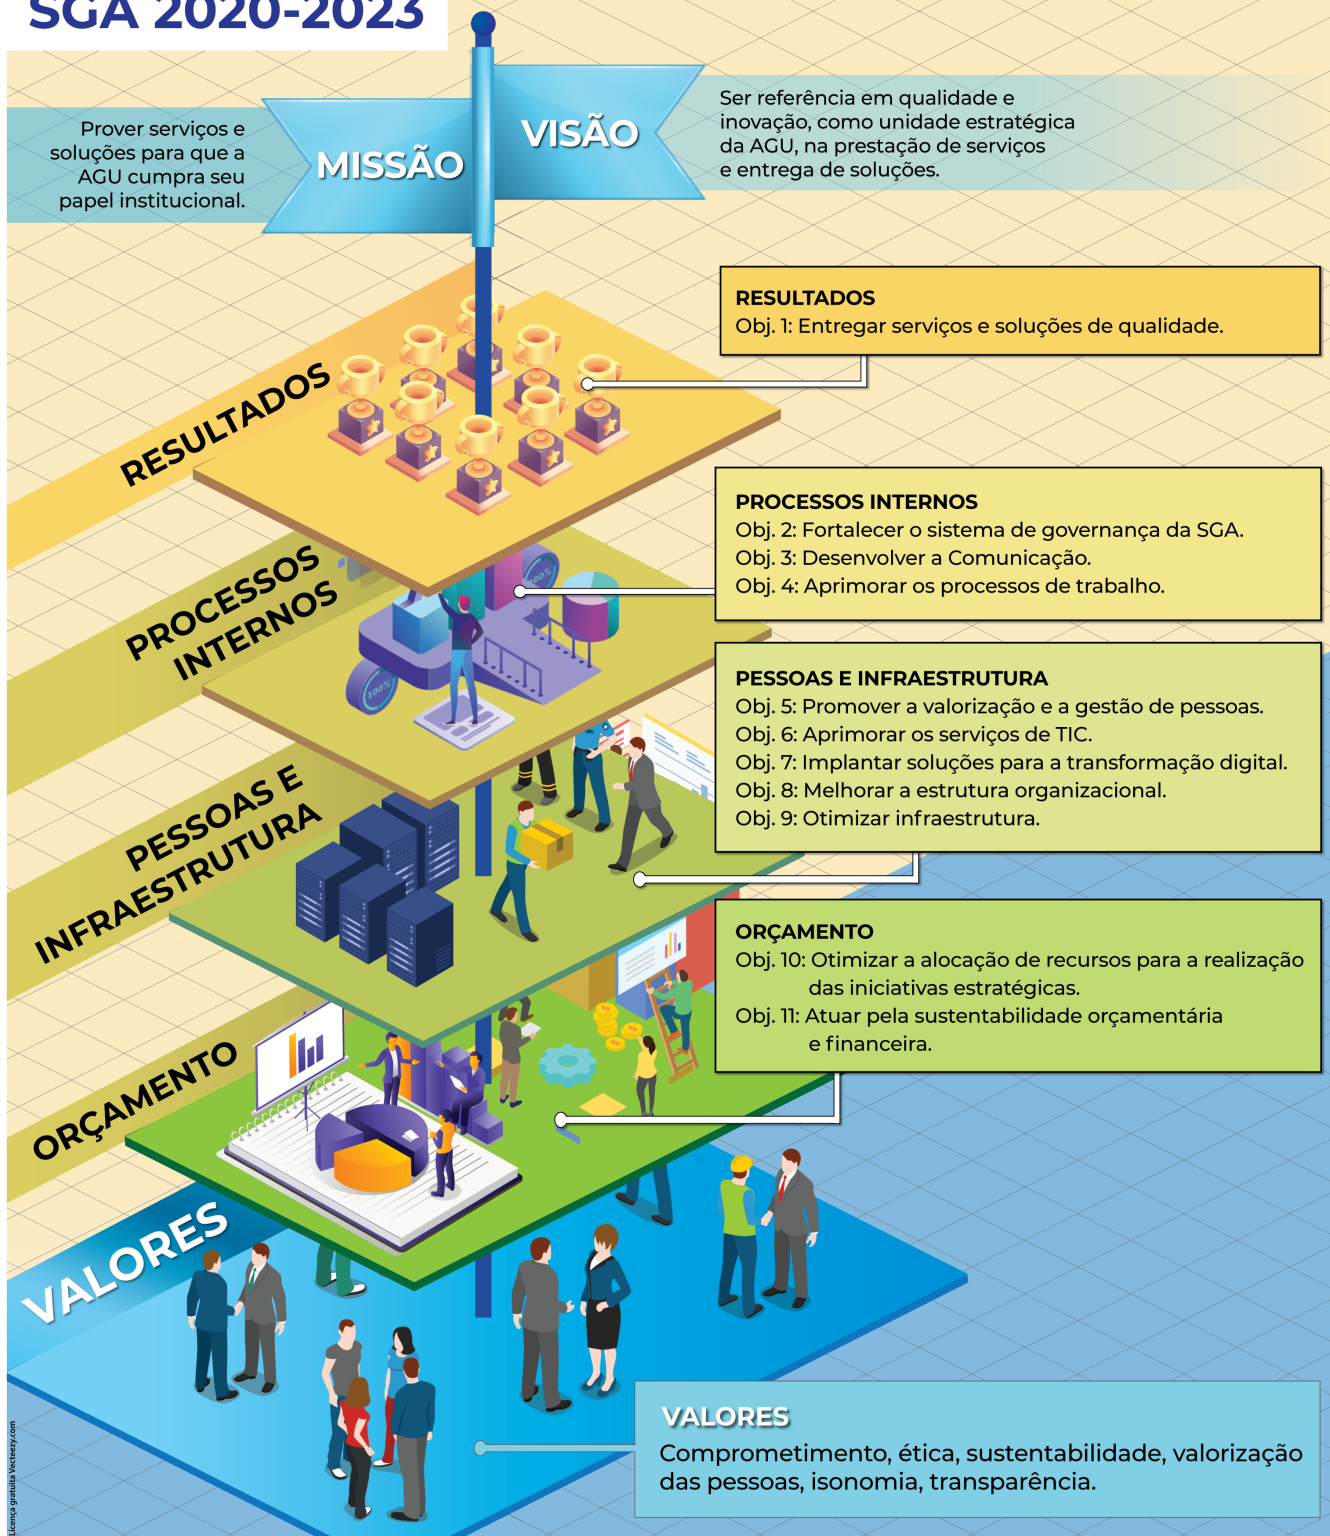 SGA 2020-2023
MISSÃO
Prover serviços e
soluções para que a
AGU cumpra seu
papel institucional.
VISÃO
Ser referência em qualidade e
inovação, como unidade estratégica
da AGU, na prestação de serviços
e entrega de soluções.
RESULTADOS
RESULTADOS
Obj. 1: Entregar serviços e soluções de qualidade.
PROCESSOS
INTERNOS
100%
100%
PROCESSOS INTERNOS
Obj. 2: Fortalecer o sistema de governança da SGA.
Obj. 3: Desenvolver a Comunicação.
Obj. 4: Aprimorar os processos de trabalho.
PESSOAS E
INFRAESTRUTURA
PESSOAS E INFRAESTRUTURA
Obj. 5: Promover a valorização e a gestão de pessoas.
Obj. 6: Aprimorar os serviços de TIC.
Obj. 7: Implantar soluções para a transformação digital.
Obj. 8: Melhorar a estrutura organizacional.
Obj. 9: Otimizar infraestrutura.
ORÇAMENTO
ORÇAMENTO
Obj. 10: Otimizar a alocação de recursos para a realização
das iniciativas estratégicas.
Obj. 11: Atuar pela sustentabilidade orçamentária
e financeira.
VALORES
VALORES
Comprometimento, ética, sustentabilidade, valorização
das pessoas, isonomia, transparência.
Licença gratuita Vecteezy.com